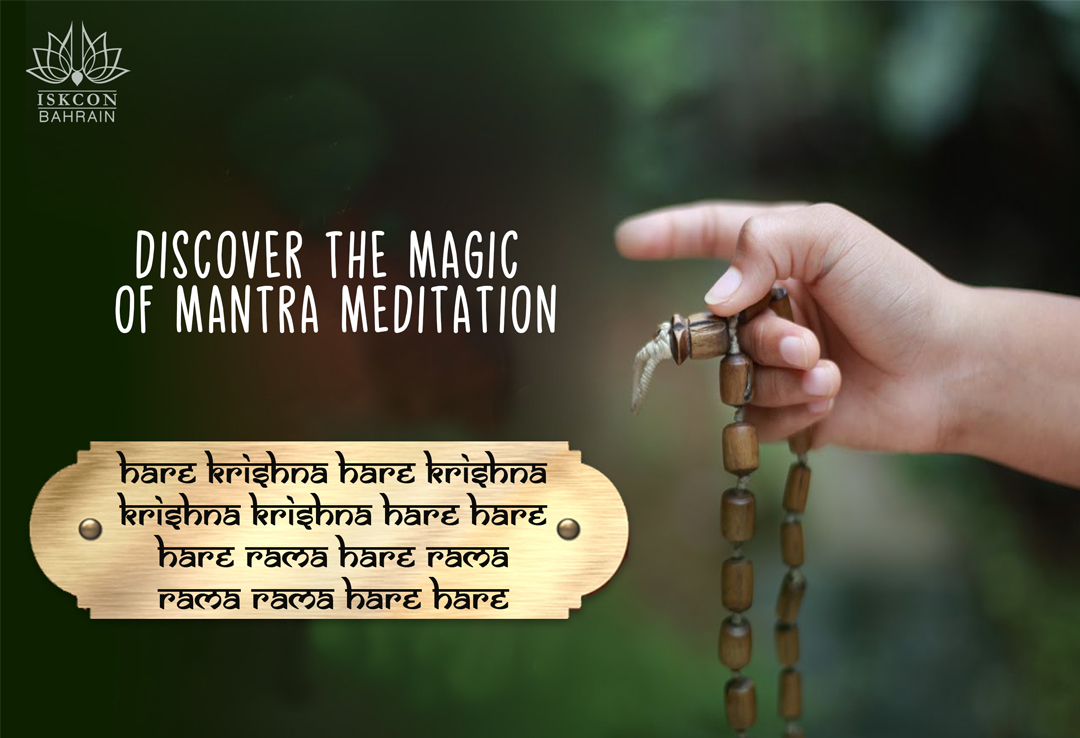 ISKCON
BAHRAIN
DISCOVER THE MAGIC
OF MANTRA MEDITATION
harE krishna harE krishna
krishna krishna harE harE
harE rama harE rama
rama rama harE harE